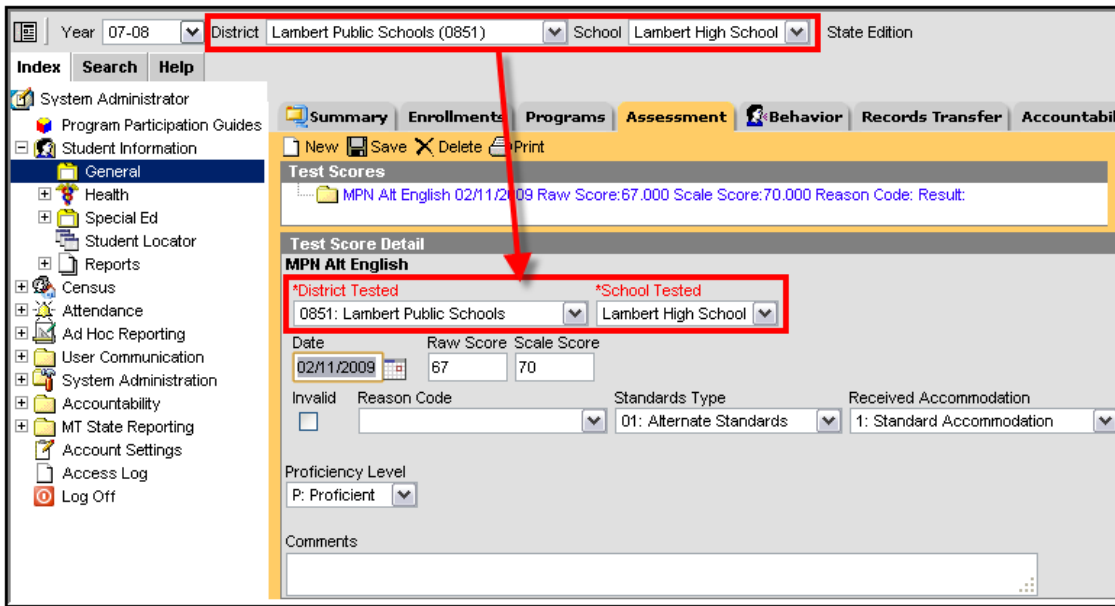 Year 07-08 District Lambert Public Schools (0851) School Lambert High School State Edition
Index Search Help
System Administrator
Program Participation Guides
Student Information
General
Health
Special Ed
Student Locator
Reports
Census
Attendance
Ad Hoc Reporting
User Communication
System Administration
Accountability
MT State Reporting
Account Settings
Access Log
Log Off
Summary Enrollments Programs Assessment Behavior Records Transfer Accountabil
New Save Delete Print
Test Scores
MPN Alt English 02/11/2009 Raw Score:67.000 Scale Score:70.000 Reason Code: Result:
Test Score Detail
MPN Alt English
*District Tested *School Tested
0851: Lambert Public Schools Lambert High School
Date Raw Score Scale Score
02/11/2009 67 70
Invalid Reason Code Standards Type Received Accommodation
01: Alternate Standards 1: Standard Accommodation
Proficiency Level
P: Proficient
Comments